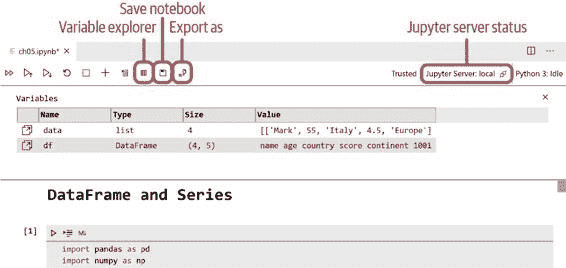 Save notebook
Variable explorer
Export as
Jupyter server status
ch05.ipynb*
Trusted
Jupyter Server: local
Python 3: Idle
Variables
Name Type Size Value
data list 4 [['Mark', 55, 'Italy', 4.5, 'Europe']
df DataFrame (4, 5) name age country score continent 1001
DataFrame and Series
[1]
import pandas as pd
import numpy as np